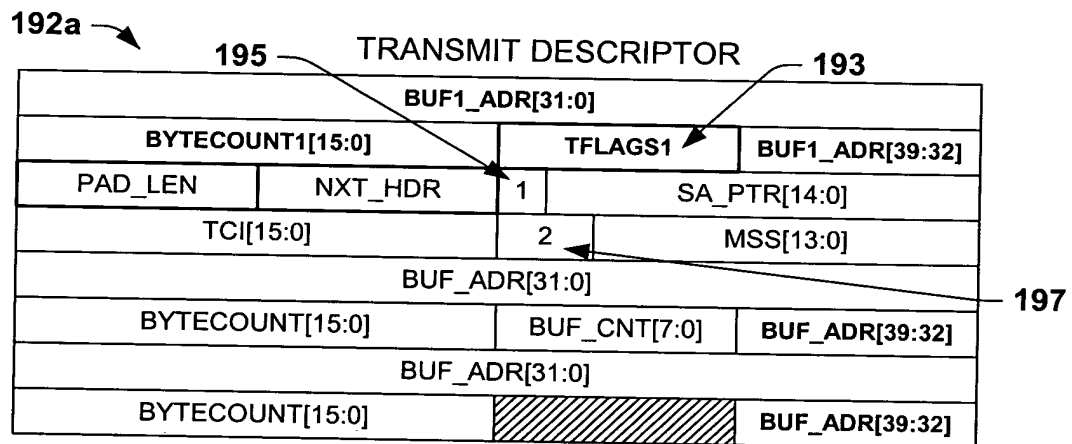 192a
195
TRANSMIT DESCRIPTOR
193
BUF1_ADR[31:0]
BYTECOUNT1[15:0] TFLAGS1 BUF1_ADR[39:32]
PAD_LEN NXT_HDR 1 SA_PTR[14:0]
TCI[15:0] 2 MSS[13:0]
BUF_ADR[31:0]
197
BYTECOUNT[15:0] BUF_CNT[7:0] BUF_ADR[39:32]
BUF_ADR[31:0]
BYTECOUNT[15:0] BUF_ADR[39:32]